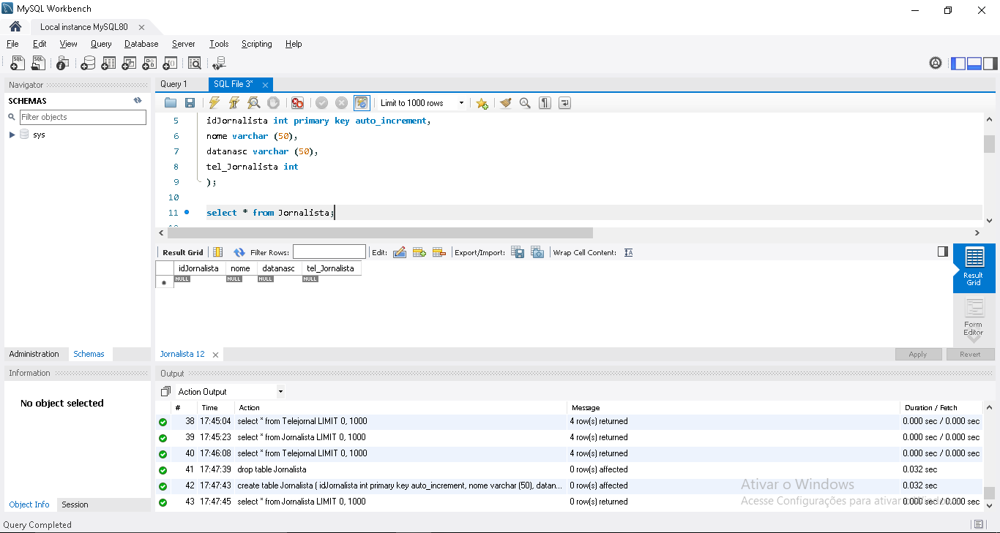 MySQL Workbench
Local instance MySQL80
File Edit View Query Database Server Tools Scripting Help
Navigator
SCHEMAS
Filter objects
sys
Administration Schemas
Information
No object selected
Object Info Session
Query 1 SQL File 3*
Limit to 1000 rows
5 idJornalista int primary key auto_increment,
6 nome varchar (50),
7 datanasc varchar (50),
8 tel_Jornalista int
9 );
10
11 select * from Jornalista;
Result Grid Filter Rows: Edit: Export/Import: Wrap Cell Content:
idJornalista nome datanasc tel_Jornalista
NULL NULL NULL NULL
Result Grid
Form Editor
Jornalista 12 Apply Revert
Output
Action Output
# Time Action Message Duration / Fetch
38 17:45:04 select * from Telejornal LIMIT 0, 1000 4 row(s) returned 0.000 sec / 0.000 sec
39 17:45:23 select * from Jornalista LIMIT 0, 1000 4 row(s) returned 0.000 sec / 0.000 sec
40 17:46:08 select * from Telejornal LIMIT 0, 1000 4 row(s) returned 0.000 sec / 0.000 sec
41 17:47:39 drop table Jornalista 0 row(s) affected 0.032 sec
42 17:47:43 create table Jornalista ( idJornalista int primary key auto_increment, nome varchar (50), datan... 0 row(s) affected 0.032 sec
43 17:47:45 select * from Jornalista LIMIT 0, 1000 0 row(s) returned 0.000 sec / 0.000 sec
Ativar o Windows
Acesse Configurações para ativar o Windows.
Query Completed